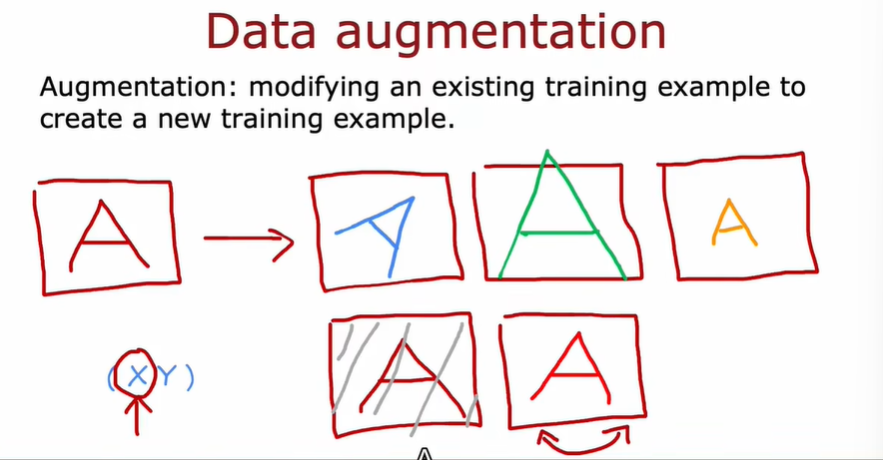 Data augmentation
Augmentation: modifying an existing training example to
create a new training example.
A
A
A
A
(X Y)
A
A